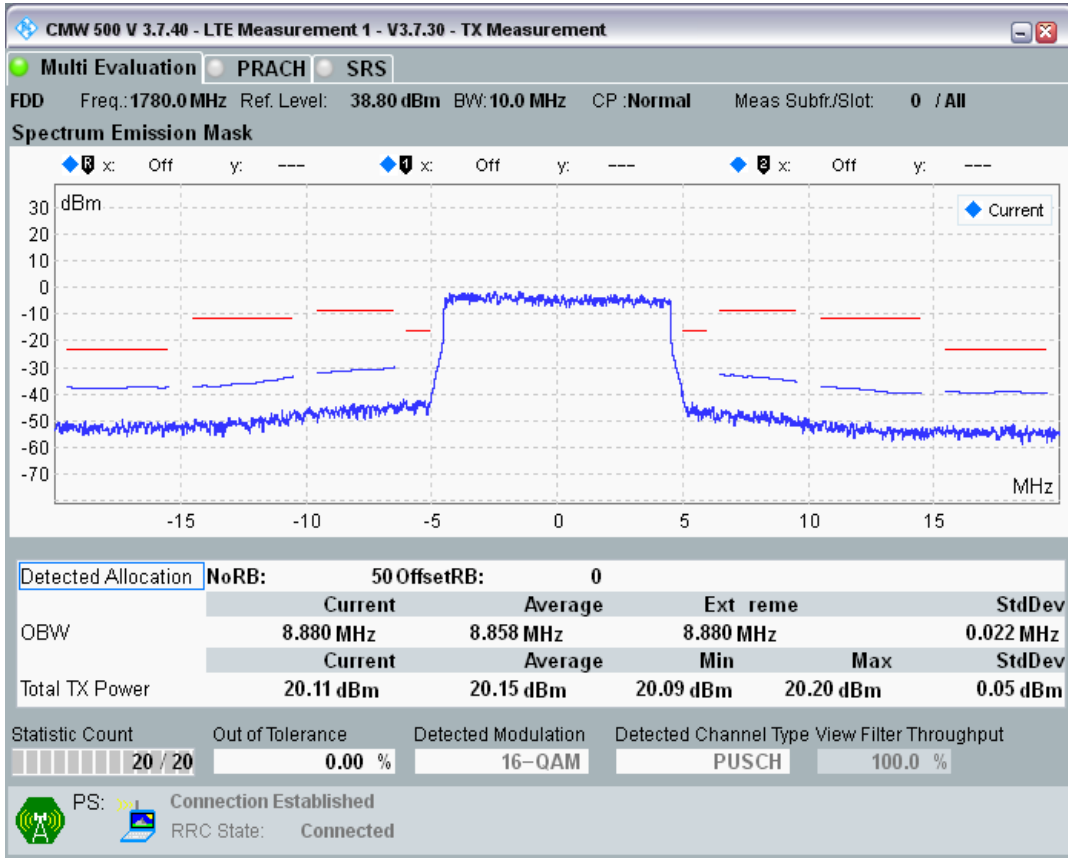 CMW 500 V 3.7.40 - LTE Measurement 1 - V3.7.30 - TX Measurement
Multi Evaluation PRACH SRS
FDD Freq.: 1780.0 MHz Ref. Level: 38.80 dBm BW: 10.0 MHz CP :Normal Meas Subfr./Slot: 0 / All
Spectrum Emission Mask
R x: Off y: --- 1 x: Off y: --- 2 x: Off y: ---
dBm
Current
30
20
10
0
-10
-20
-30
-40
-50
-60
-70
MHz
-15 -10 -5 0 5 10 15
Detected Allocation NoRB: 50 OffsetRB: 0
Current Average Ext reme StdDev
OBW 8.880 MHz 8.858 MHz 8.880 MHz 0.022 MHz
Current Average Min Max StdDev
Total TX Power 20.11 dBm 20.15 dBm 20.09 dBm 20.20 dBm 0.05 dBm
Statistic Count Out of Tolerance Detected Modulation Detected Channel Type View Filter Throughput
20 / 20 0.00 % 16-QAM PUSCH 100.0 %
PS: Connection Established
RRC State: Connected